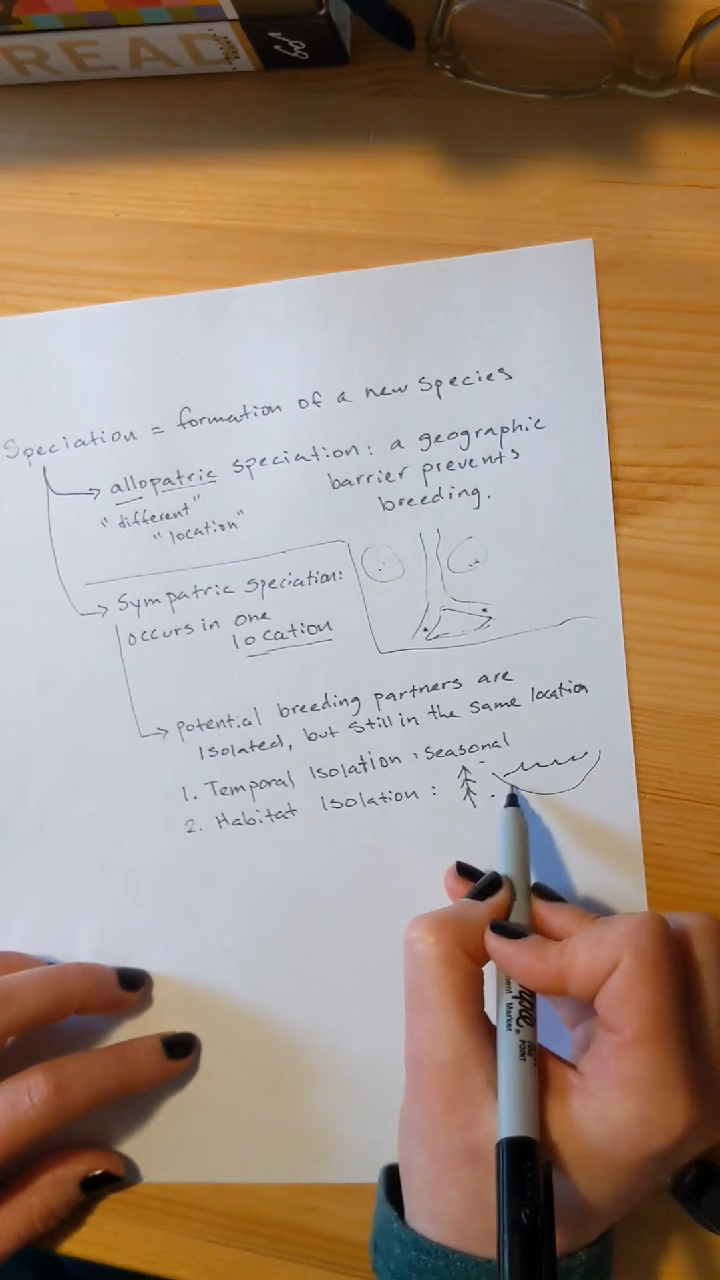 READ
Speciation = formation of a new species
allopatric speciation: a geographic
barrier prevents
breeding.
"different"
"location"
Sympatric Speciation:
occurs in one
location
potential breeding partners are
isolated, but still in the same location
1. Temporal Isolation: Seasonal
2. Habitat Isolation: